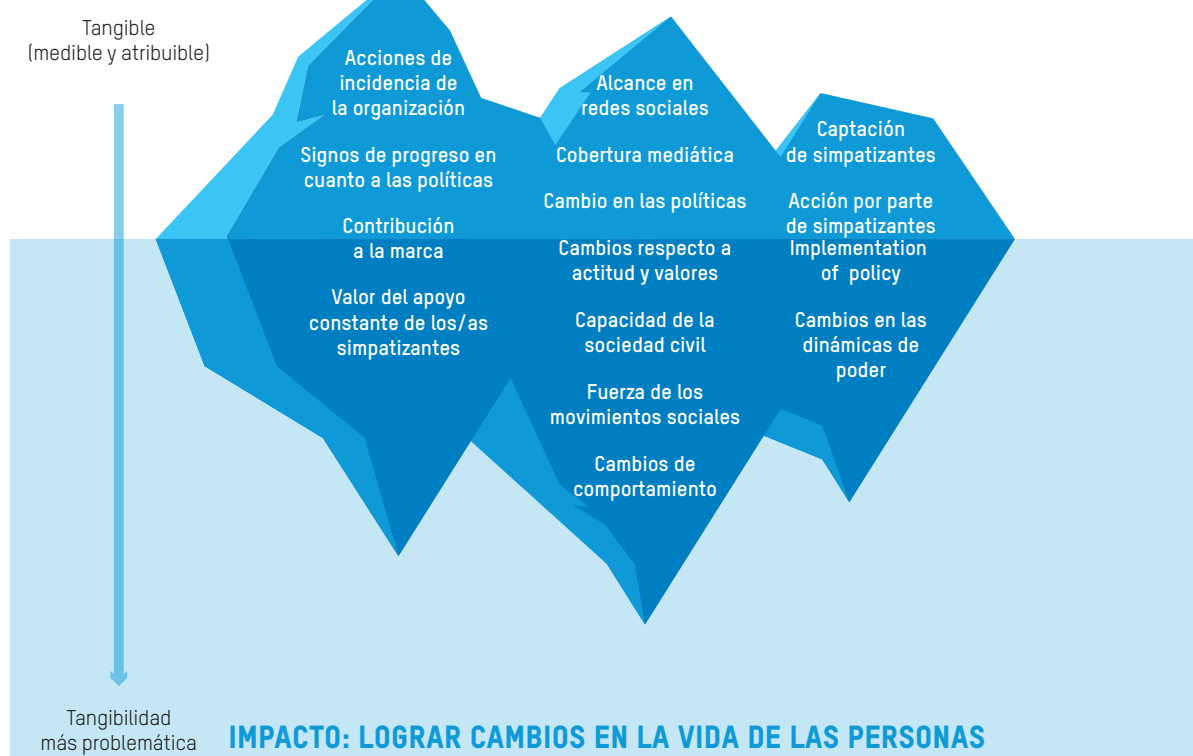 Tangible
(medible y atribuible)
Acciones de
incidencia de
la organización
Signos de progreso en
cuanto a las políticas
Contribución
a la marca
Valor del apoyo
constante de los/as
simpatizantes
Alcance en
redes sociales
Cobertura mediática
Cambio en las políticas
Cambios respecto a
actitud y valores
Capacidad de la
sociedad civil
Fuerza de los
movimientos sociales
Cambios de
comportamiento
Captación
de simpatizantes
Acción por parte
de simpatizantes
Implementation
of policy
Cambios en las
dinámicas de
poder
Tangibilidad
más problemática
IMPACTO: LOGRAR CAMBIOS EN LA VIDA DE LAS PERSONAS